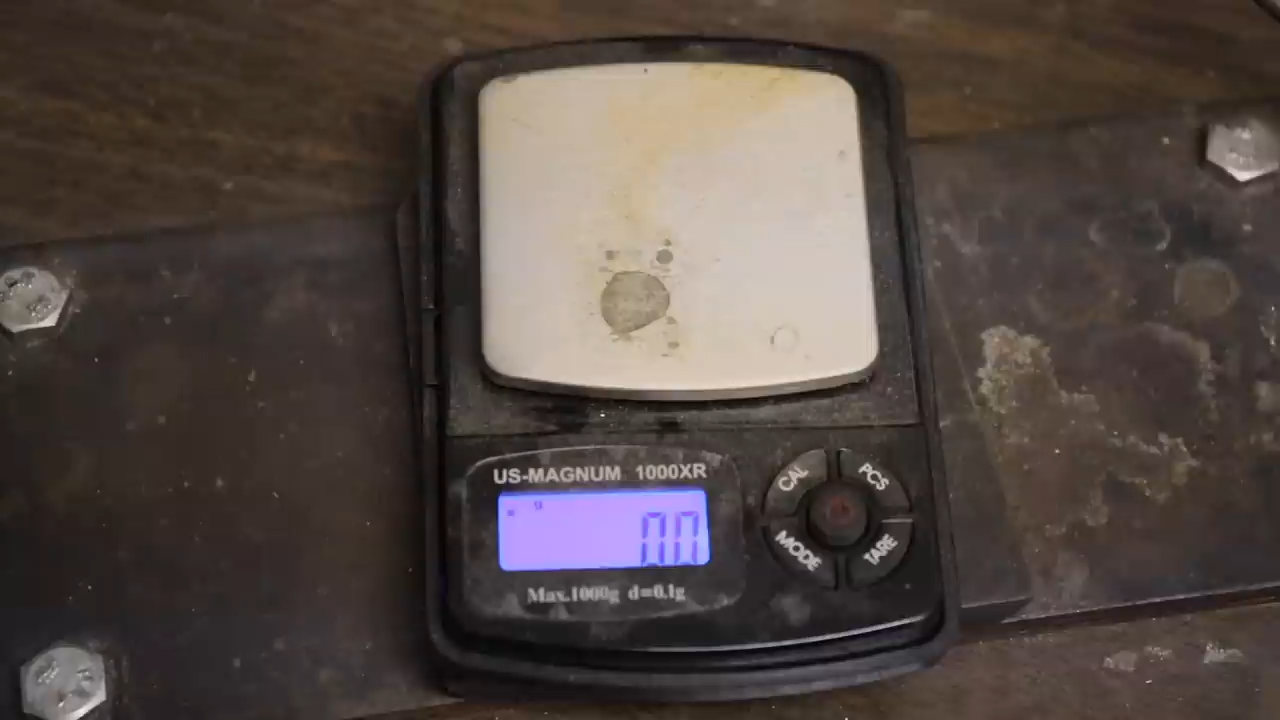 US-MAGNUM 1000XR
g
0.0
Max.1000g d=0.1g
CAL
PCS
MODE
TARE